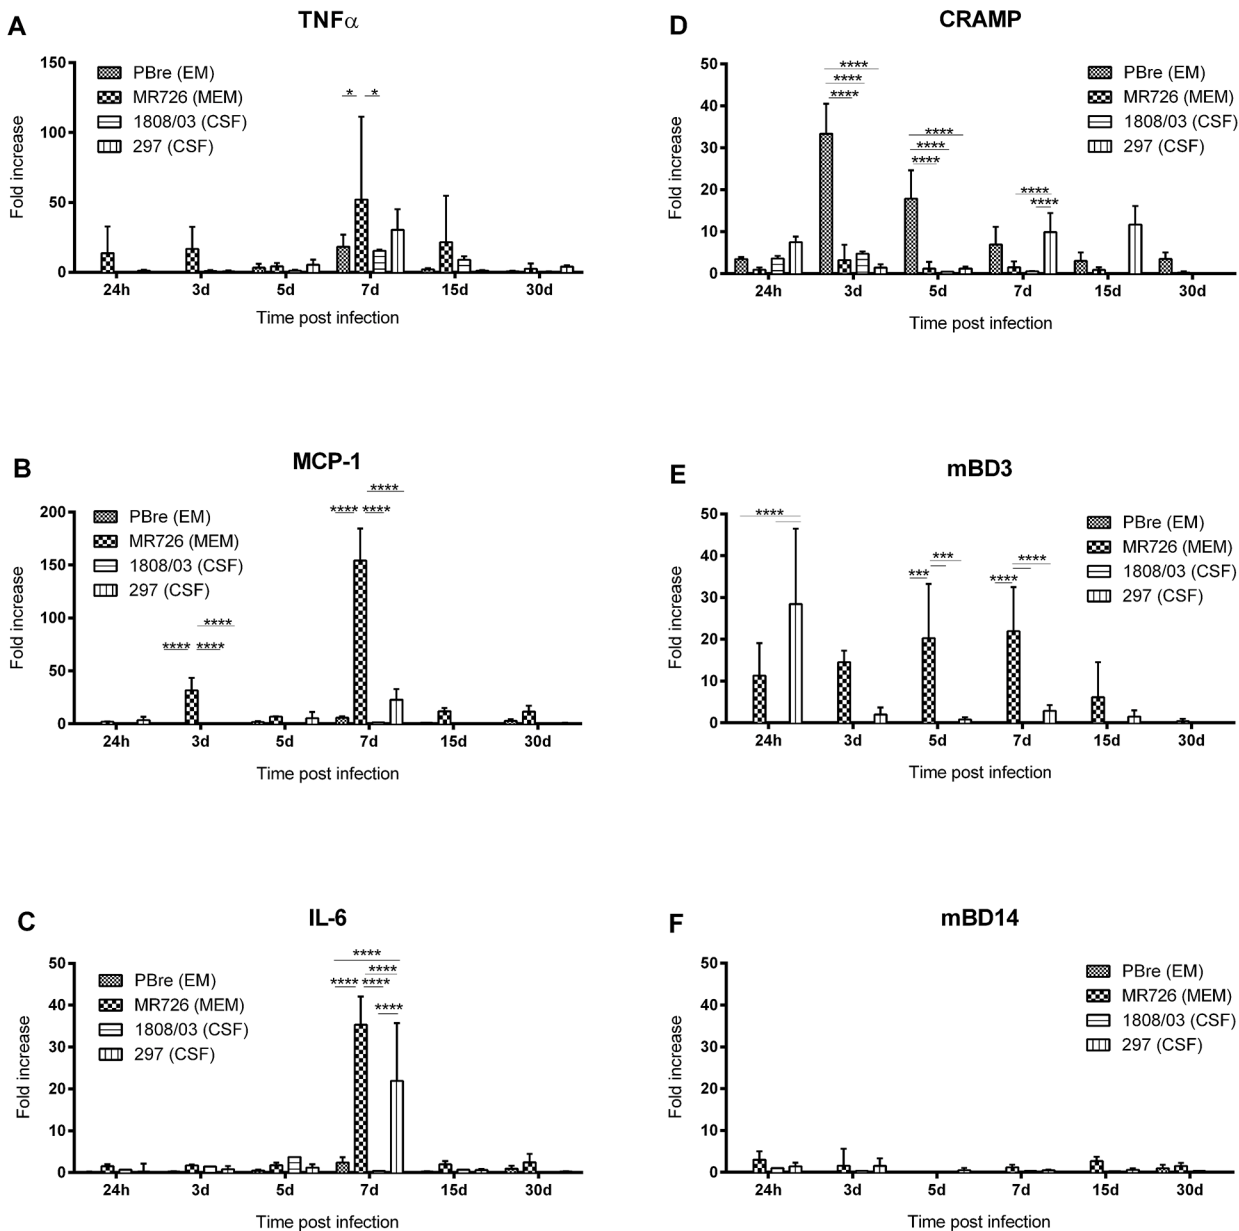 A
TNFα
150
100
50
0
Fold increase
PBre (EM)
MR726 (MEM)
1808/03 (CSF)
297 (CSF)
* *
24h 3d 5d 7d 15d 30d
Time post infection
D
CRAMP
50
40
30
20
10
0
Fold increase
PBre (EM)
MR726 (MEM)
1808/03 (CSF)
297 (CSF)
****
****
****
****
****
****
****
****
24h 3d 5d 7d 15d 30d
Time post infection
B
MCP-1
200
150
100
50
0
Fold increase
PBre (EM)
MR726 (MEM)
1808/03 (CSF)
297 (CSF)
****
**** ****
****
**** ****
24h 3d 5d 7d 15d 30d
Time post infection
E
mBD3
50
40
30
20
10
0
Fold increase
PBre (EM)
MR726 (MEM)
1808/03 (CSF)
297 (CSF)
****
***
***
****
****
24h 3d 5d 7d 15d 30d
Time post infection
C
IL-6
50
40
30
20
10
0
Fold increase
PBre (EM)
MR726 (MEM)
1808/03 (CSF)
297 (CSF)
****
****
**** ****
****
24h 3d 5d 7d 15d 30d
Time post infection
F
mBD14
50
40
30
20
10
0
Fold increase
PBre (EM)
MR726 (MEM)
1808/03 (CSF)
297 (CSF)
24h 3d 5d 7d 15d 30d
Time post infection